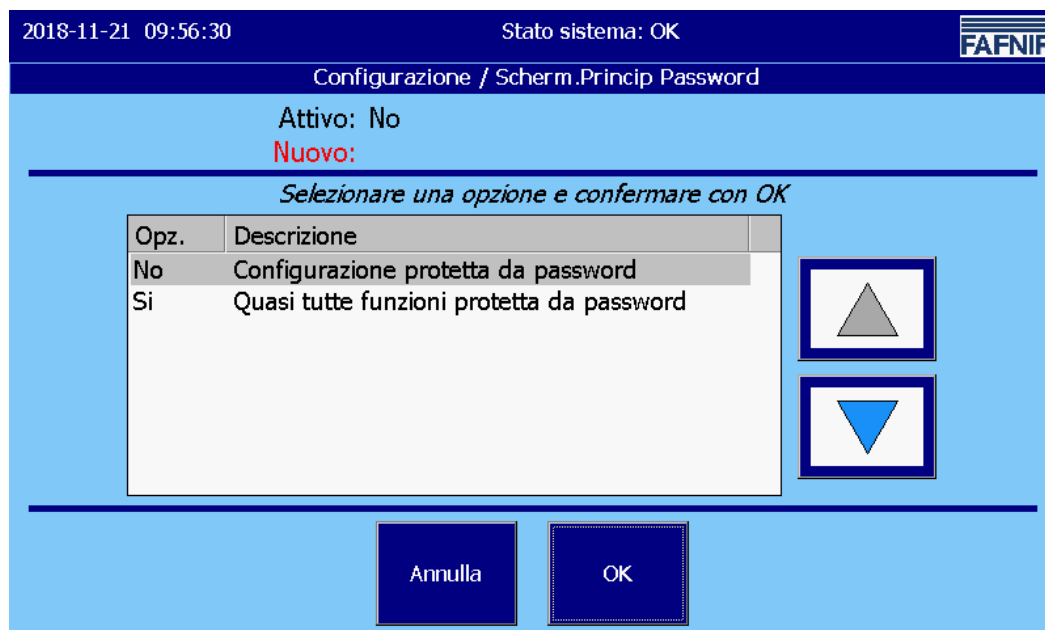 2018-11-21 09:56:30 Stato sistema: OK FAFNIR
Configurazione / Scherm.Princip Password
Attivo: No
Nuovo:
Selezionare una opzione e confermare con OK
Opz. Descrizione
No Configurazione protetta da password
Si Quasi tutte funzioni protetta da password
Annulla OK